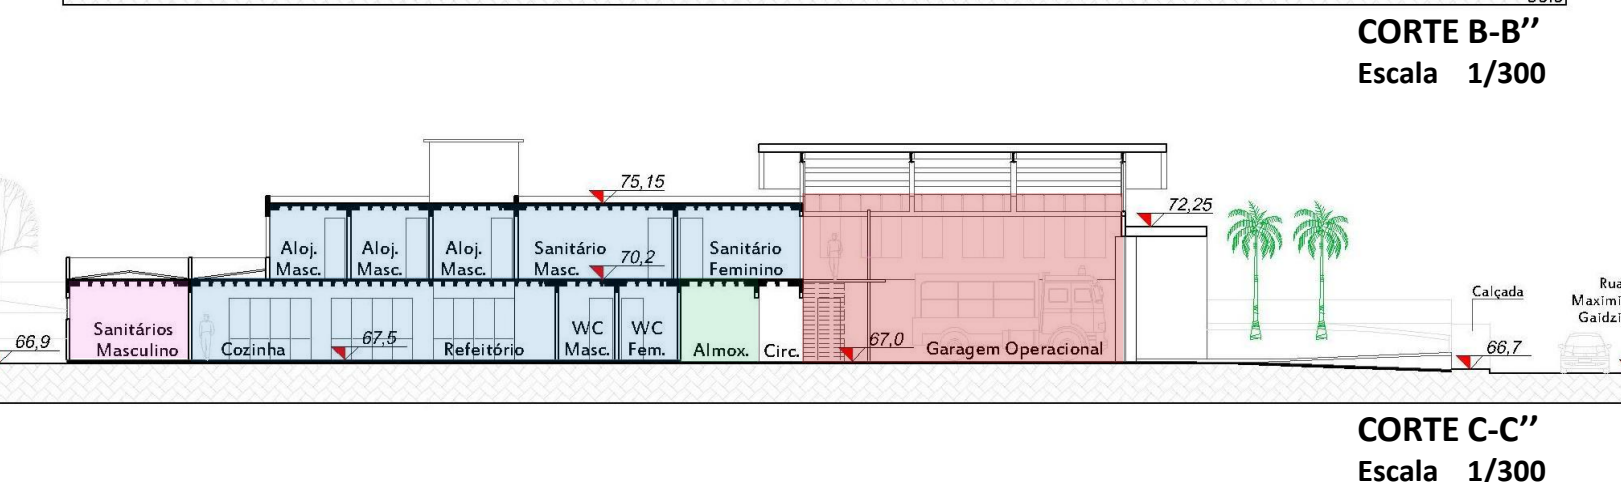 CORTE B-B’’
Escala 1/300
75,15
72,25
Aloj. Masc.
Aloj. Masc.
Aloj. Masc.
Sanitário Masc.
70,2
Sanitário Feminino
Calçada
Rua
Sanitários Masculino
66,9
Cozinha
67,5
Refeitório
WC Masc.
WC Fem.
Almox.
Circ.
67,0
Garagem Operacional
66,7
CORTE C-C’’
Escala 1/300